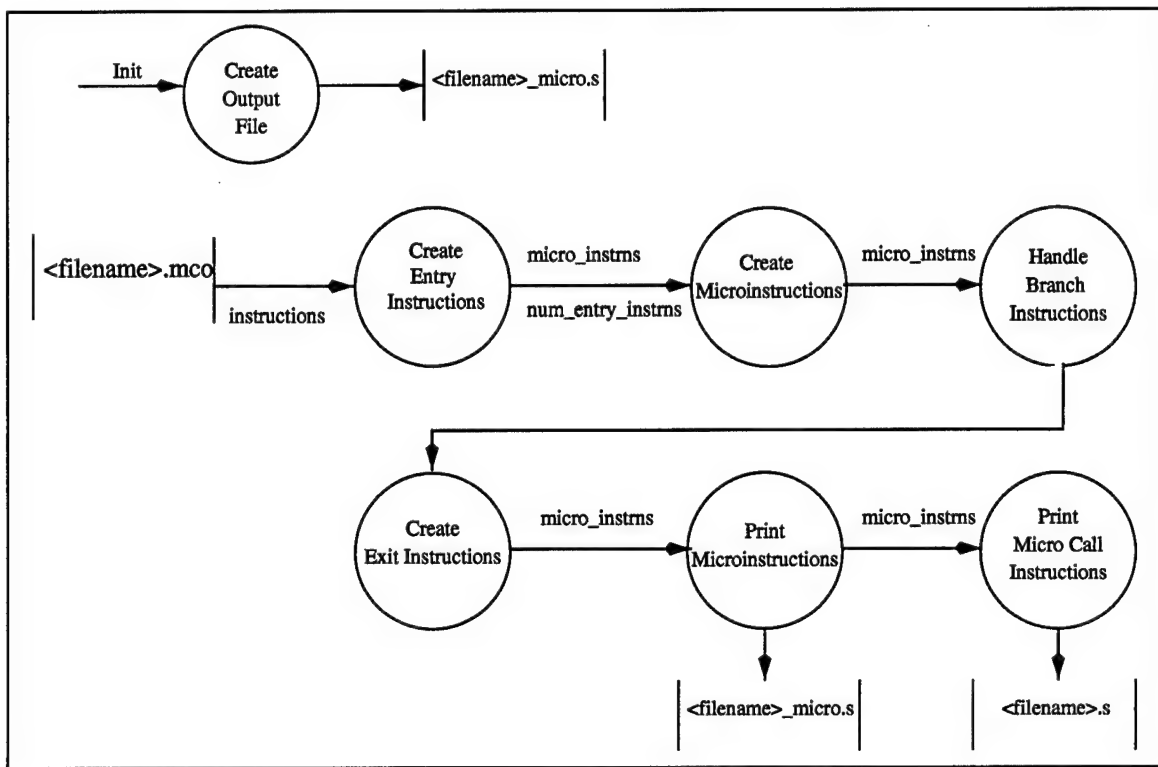 Init
Create
Output
File
<filename>_micro.s
<filename>.mco
instructions
Create
Entry
Instructions
micro_instrns
num_entry_instrns
Create
Microinstructions
micro_instrns
Handle
Branch
Instructions
Create
Exit Instructions
micro_instrns
Print
Microinstructions
micro_instrns
Print
Micro Call
Instructions
<filename>_micro.s
<filename>.s